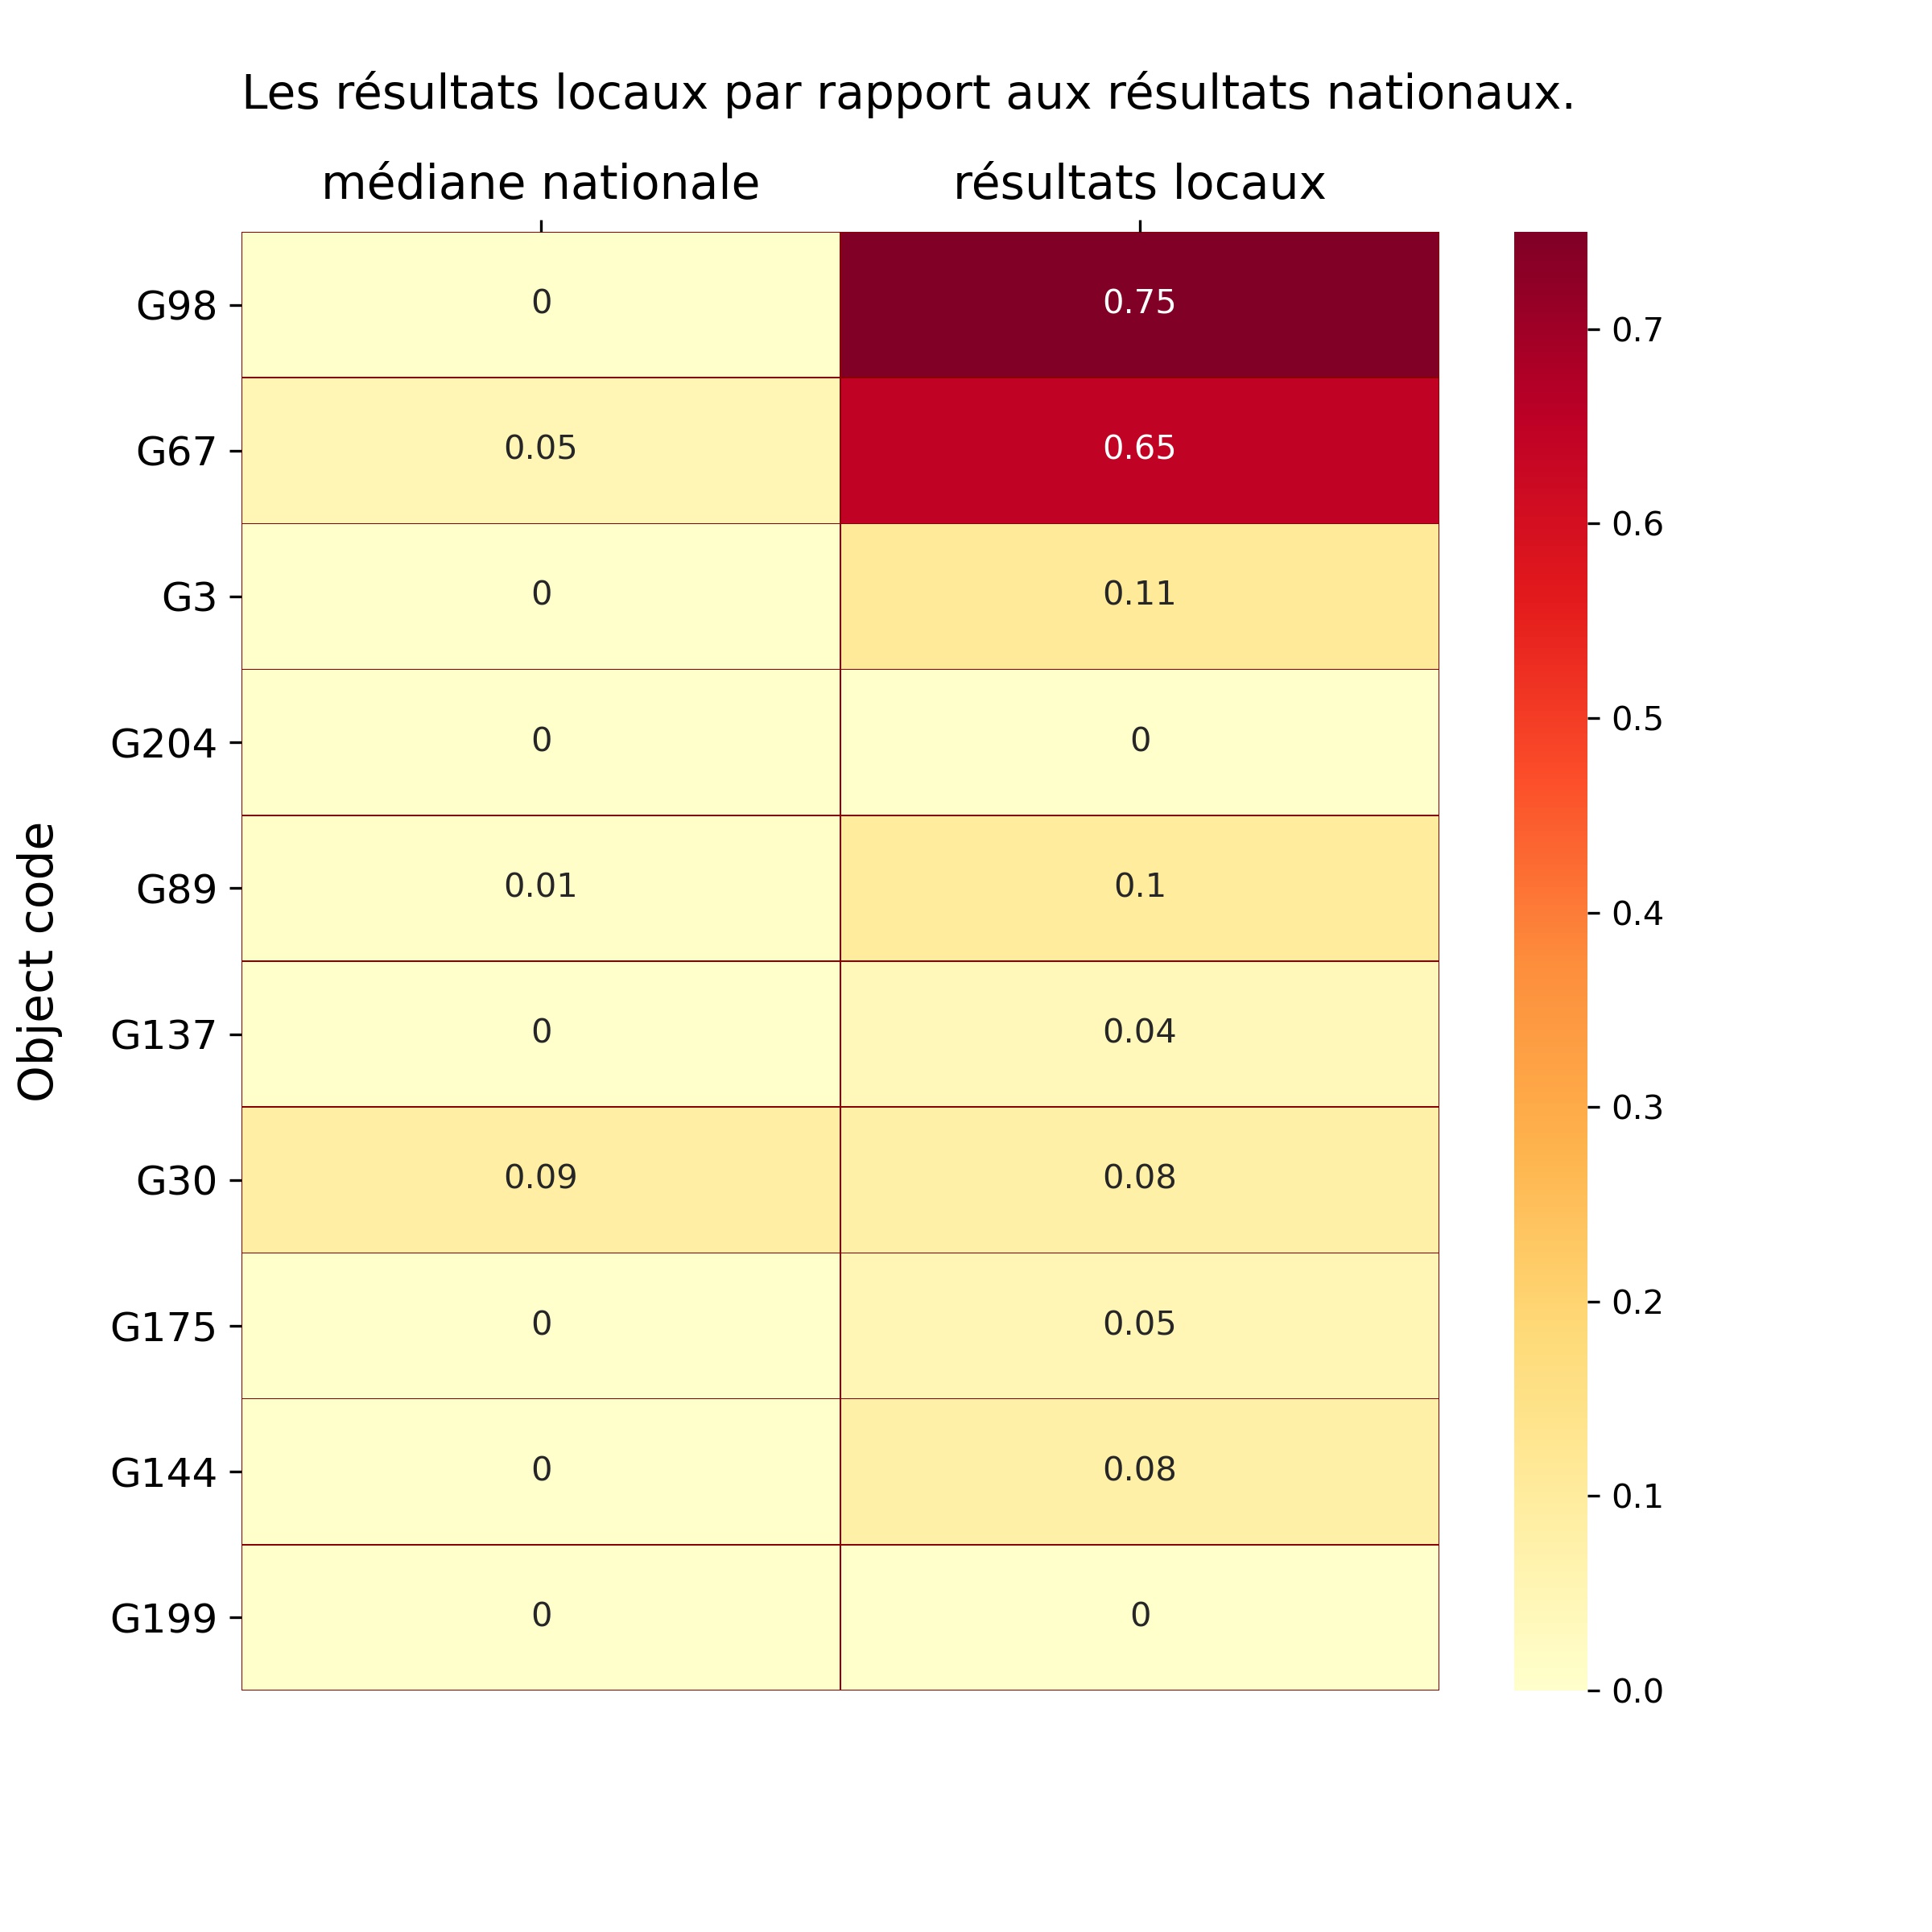 Les résultats locaux par rapport aux résultats nationaux.
médiane nationale résultats locaux
G98 0 0.75
0.7
G67 0.05 0.65
0.6
G3 0 0.11
0.5
G204 0 0
Object code
G89 0.01 0.1
0.4
G137 0 0.04
0.3
G30 0.09 0.08
0.2
G175 0 0.05
G144 0 0.08
0.1
G199 0 0
0.0